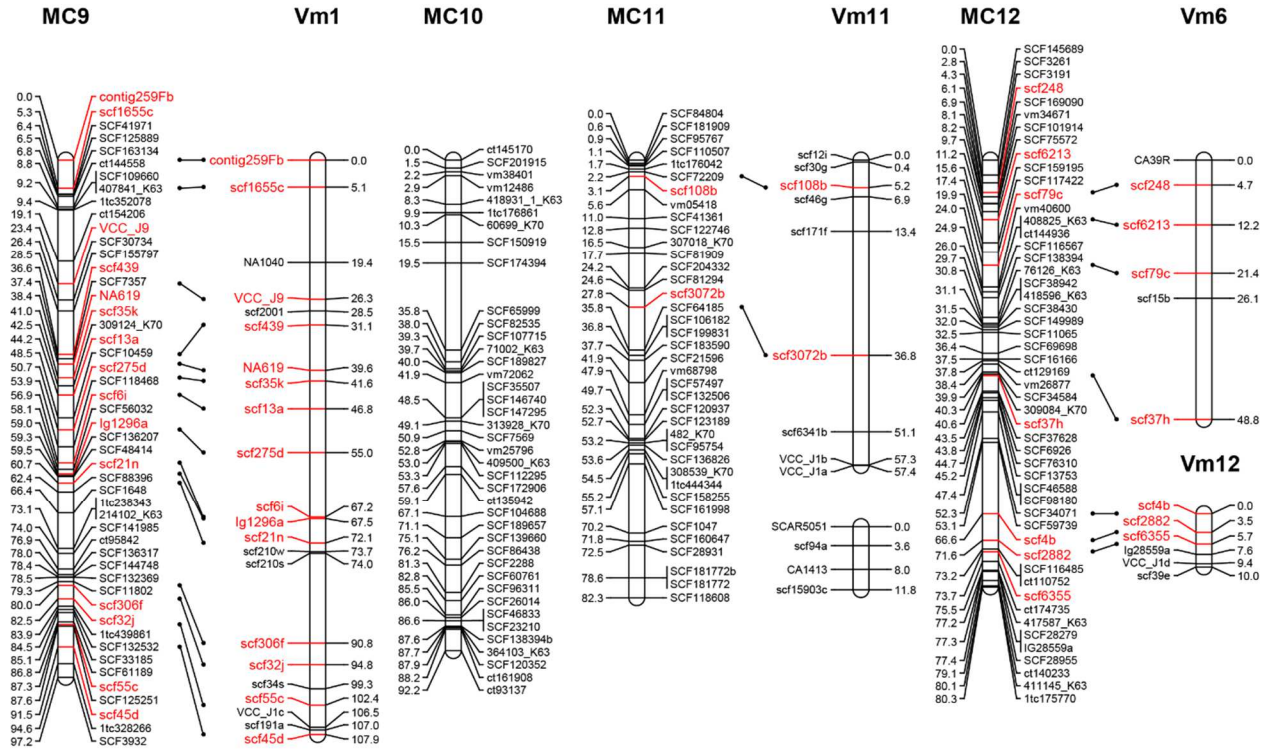 MC9
0.0 contig259Fb
5.3 scf1655c
6.4 SCF41971
6.5 SCF125889
6.8 SCF163134
8.8 ct144558
9.2 SCF109660
407841_K63
9.4 1tc352078
19.1 ct154206
23.4 VCC_J9
26.4 SCF30734
28.5 SCF155797
36.6 scf439
37.4 SCF7357
38.4 NA619
41.0 scf35k
42.5 309124_K70
44.2 scf13a
48.5 SCF10459
50.7 scf275d
53.9 SCF118468
56.9 scf6i
58.1 SCF56032
59.0 Ig1296a
59.3 SCF136207
59.5 SCF48414
60.7 scf21n
62.4 SCF88396
66.4 SCF1648
73.1 1tc238343
214102_K63
74.0 SCF141985
76.9 ct95842
78.0 SCF136317
78.4 SCF144748
78.5 SCF132369
79.3 SCF11802
80.0 scf306f
82.5 scf32j
83.9 1tc439861
84.5 SCF132532
85.1 SCF33185
86.8 SCF61189
87.3 scf55c
87.6 SCF125251
91.5 scf45d
94.6 1tc328266
97.2 SCF3932
Vm1
contig259Fb 0.0
scf1655c 5.1
NA1040 19.4
VCC_J9 26.3
scf2001 28.5
scf439 31.1
NA619 39.6
scf35k 41.6
scf13a 46.8
scf275d 55.0
scf6i 67.2
Ig1296a 67.5
scf21n 72.1
scf210w 73.7
scf210s 74.0
scf306f 90.8
scf32j 94.8
scf34s 99.3
scf55c 102.4
VCC_J1c 106.5
scf191a 107.0
scf45d 107.9
MC10
0.0 ct145170
1.5 SCF201915
2.2 vm38401
2.9 vm12486
8.3 418931_1_K63
9.9 1tc176861
10.3 60699_K70
15.5 SCF150919
19.5 SCF174394
35.8 SCF65999
38.0 SCF82535
39.3 SCF107715
39.7 71002_K63
40.0 SCF189827
41.9 vm72062
48.5 SCF35507
SCF146740
SCF147295
49.1 313928_K70
50.9 SCF7569
52.8 vm25796
53.0 409500_K63
53.3 SCF112295
57.6 SCF172906
59.1 ct135942
67.1 SCF104688
71.1 SCF189657
75.1 SCF139660
76.2 SCF86438
81.3 SCF2288
82.8 SCF60761
85.5 SCF96311
86.0 SCF26014
86.6 SCF46833
SCF23210
87.6 SCF138394b
87.7 364103_K63
87.9 SCF120352
88.2 ct161908
92.2 ct93137
MC11
0.0 SCF84804
0.6 SCF181909
0.9 SCF95767
1.1 SCF110507
1.7 1tc176042
2.2 SCF72209
3.1 scf108b
5.6 vm05418
11.0 SCF41361
12.8 SCF122746
16.5 307018_K70
17.7 SCF81909
24.2 SCF204332
24.6 SCF81294
27.8 scf3072b
35.8 SCF64185
36.8 SCF106182
SCF199831
37.7 SCF183590
41.9 SCF21596
47.9 vm68798
49.7 SCF57497
SCF132506
52.3 SCF120937
52.7 SCF123189
53.2 482_K70
SCF95754
53.6 SCF136826
54.5 308539_K70
1tc444344
55.2 SCF158255
57.1 SCF161998
70.2 SCF1047
71.8 SCF160647
72.5 SCF28931
78.6 SCF181772b
SCF181772
82.3 SCF118608
Vm11
scf12i 0.0
scf30g 0.4
scf108b 5.2
scf46g 6.9
scf171f 13.4
scf3072b 36.8
scf6341b 51.1
VCC_J1b 57.3
VCC_J1a 57.4
SCAR5051 0.0
scf94a 3.6
CA1413 8.0
scf15903c 11.8
MC12
0.0 SCF145689
2.8 SCF3261
4.3 SCF3191
6.1 scf248
6.9 SCF169090
8.1 vm34671
8.2 SCF101914
9.7 SCF75572
11.2 scf6213
15.6 SCF159195
17.4 SCF117422
19.9 scf79c
24.0 vm40600
24.9 408825_K63
ct144936
26.0 SCF116567
29.7 SCF138394
30.8 76126_K63
31.1 SCF38942
418596_K63
31.5 SCF38430
32.0 SCF149989
32.5 SCF11065
36.4 SCF69698
37.5 SCF16166
37.8 ct129169
38.4 vm26877
39.9 SCF34584
40.3 309084_K70
40.6 scf37h
43.5 SCF37628
43.8 SCF6926
44.7 SCF76310
45.2 SCF13753
47.4 SCF46588
SCF98180
52.3 SCF34071
53.1 SCF59739
66.6 scf4b
71.6 scf2882
73.2 SCF116485
ct110752
73.7 scf6355
75.5 ct174735
77.2 417587_K63
77.3 SCF28279
IG28559a
77.4 SCF28955
79.1 ct140233
80.1 411145_K63
80.3 1tc175770
Vm6
CA39R 0.0
scf248 4.7
scf6213 12.2
scf79c 21.4
scf15b 26.1
scf37h 48.8
Vm12
scf4b 0.0
scf2882 3.5
scf6355 5.7
Ig28559a 7.6
VCC_J1d 9.4
scf39e 10.0